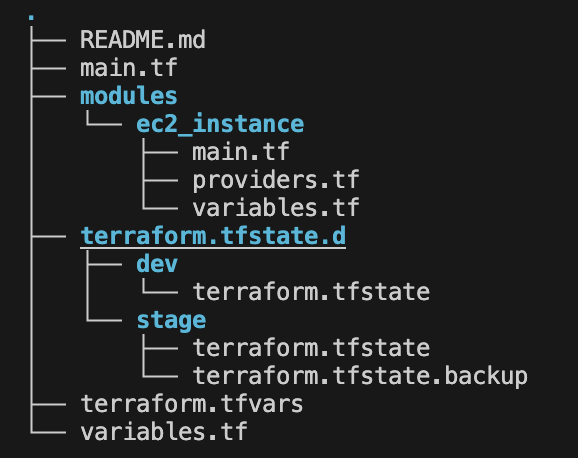 .
├── README.md
├── main.tf
├── modules
│   └── ec2_instance
│       ├── main.tf
│       ├── providers.tf
│       └── variables.tf
├── terraform.tfstate.d
│   ├── dev
│   │   └── terraform.tfstate
│   └── stage
│       ├── terraform.tfstate
│       └── terraform.tfstate.backup
├── terraform.tfvars
└── variables.tf